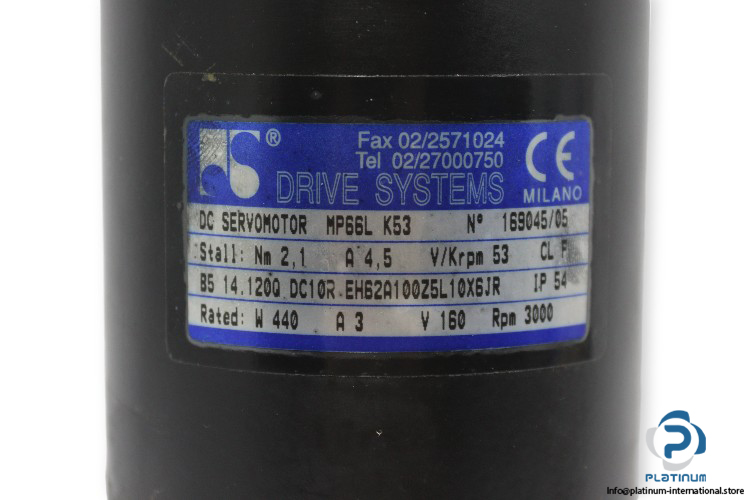 DS ®
Fax 02/2571024
Tel 02/27000750
DRIVE SYSTEMS
CE
MILANO
DC SERVOMOTOR MP66L K53 N° 169045/05
Stall: Nm 2,1 A 4,5 V/Krpm 53 CL F
B5 14.120Q DC10R EH62A100Z5L10X6JR IP 54
Rated: W 440 A 3 V 160 Rpm 3000
PLATINUM
Info@platinum-international.store